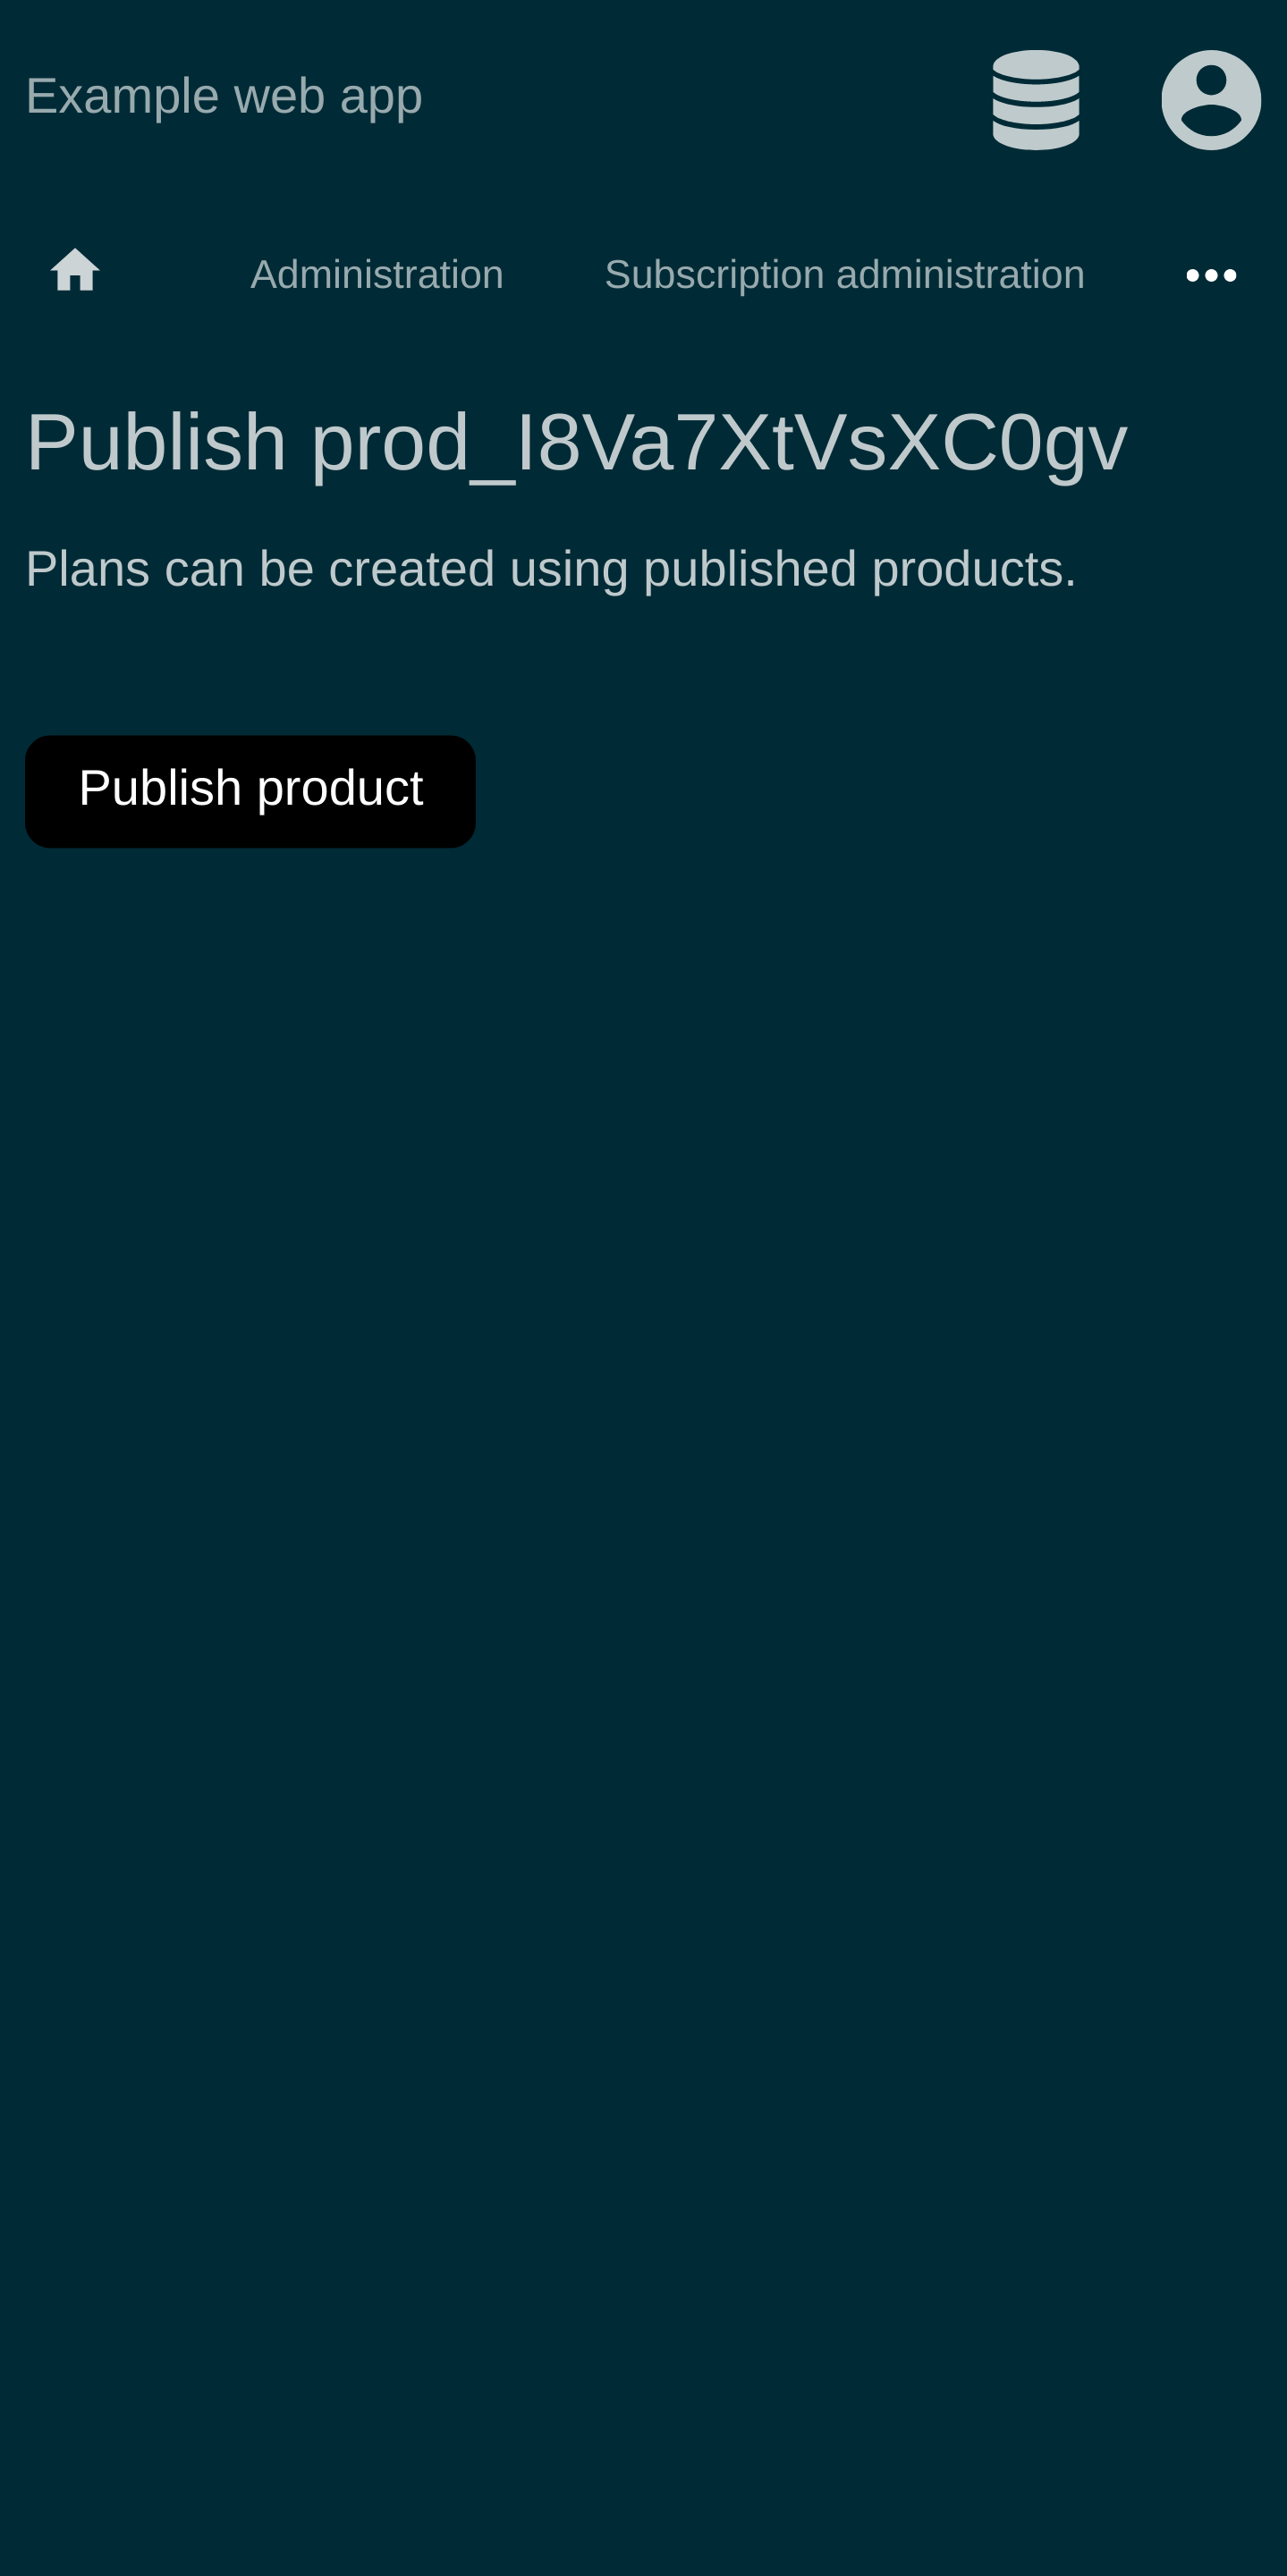 Example web app
Administration Subscription administration
Publish prod_I8Va7XtVsXC0gv
Plans can be created using published products.
Publish product